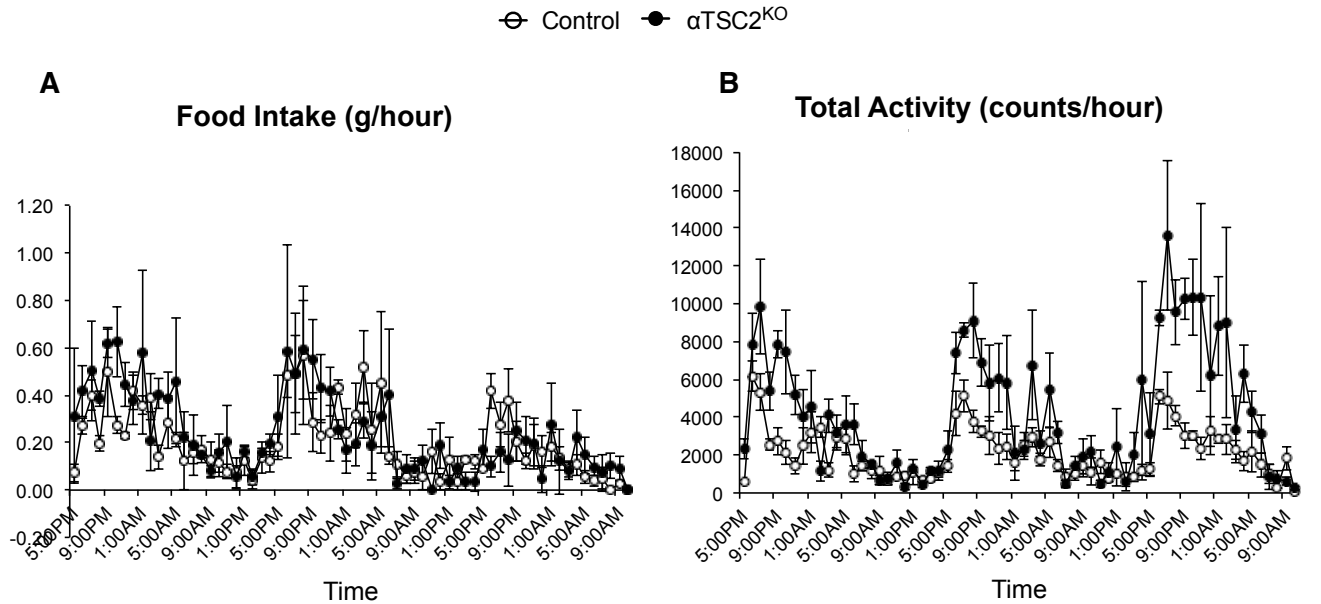 Control αTSC2KO
A
Food Intake (g/hour)
1.20
1.00
0.80
0.60
0.40
0.20
0.00
-0.20
5:00PM 9:00PM 1:00AM 5:00AM 9:00AM 1:00PM 5:00PM 9:00PM 1:00AM 5:00AM 9:00AM 1:00PM 5:00PM 9:00PM 1:00AM 5:00AM 9:00AM
Time
B
Total Activity (counts/hour)
18000
16000
14000
12000
10000
8000
6000
4000
2000
0
5:00PM 9:00PM 1:00AM 5:00AM 9:00AM 1:00PM 5:00PM 9:00PM 1:00AM 5:00AM 9:00AM 1:00PM 5:00PM 9:00PM 1:00AM 5:00AM 9:00AM
Time